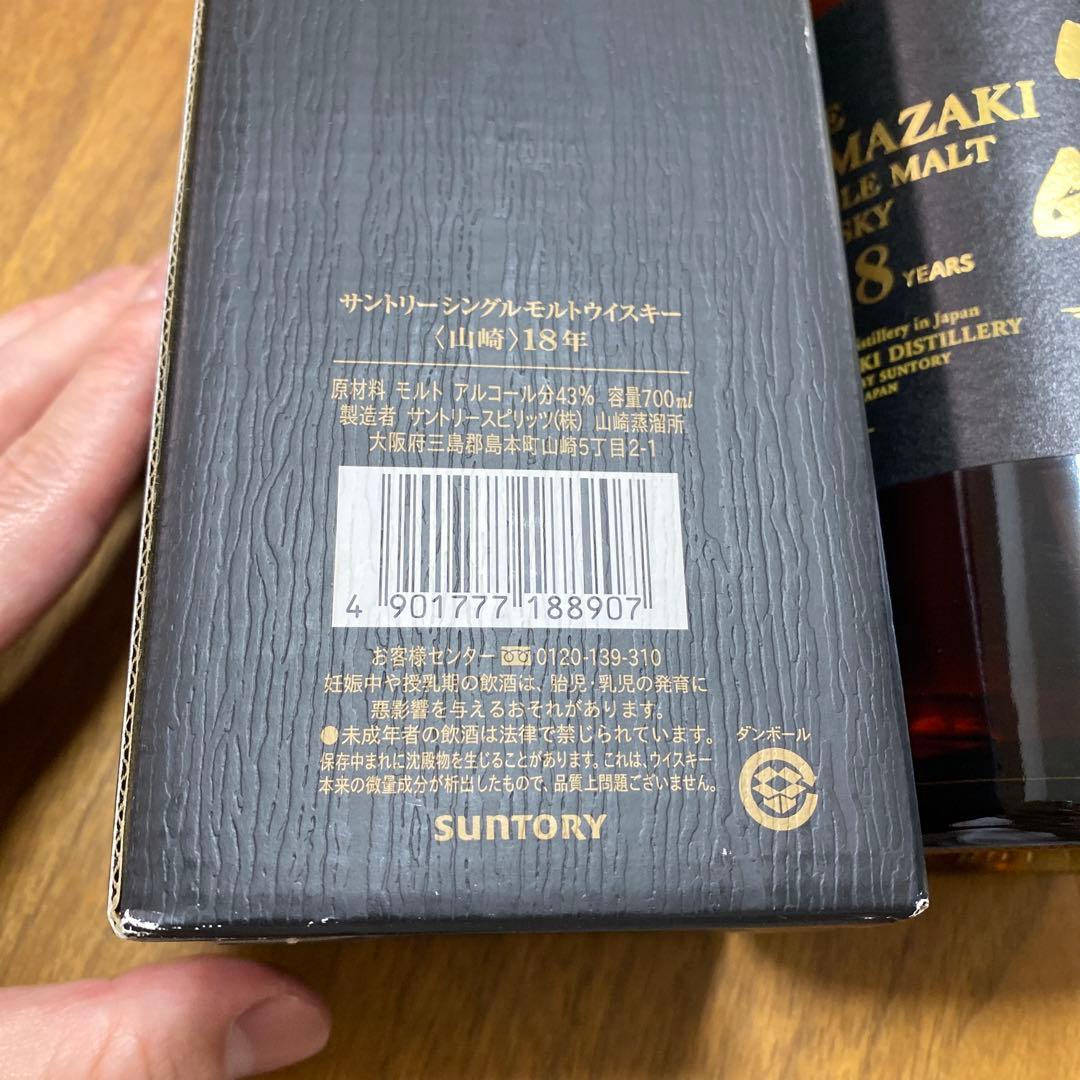 サントリーシングルモルトウイスキー
〈山崎〉18年
原材料 モルト アルコール分43% 容量700ml
製造者 サントリースピリッツ(株) 山崎蒸溜所
大阪府三島郡島本町山崎5丁目2-1
4 901777 188907
お客様センター 0120-139-310
妊娠中や授乳期の飲酒は、胎児・乳児の発育に
悪影響を与えるおそれがあります。
●未成年者の飲酒は法律で禁じられています。
保存中まれに沈殿物を生じることがあります。これは、ウイスキー
本来の微量成分が析出したもので、品質上問題ございません。
ダンボール
SUNTORY
MAZAKI
LE MALT
SKY
8 YEARS
stillery in Japan
KI DISTILLERY
BY SUNTORY
JAPAN